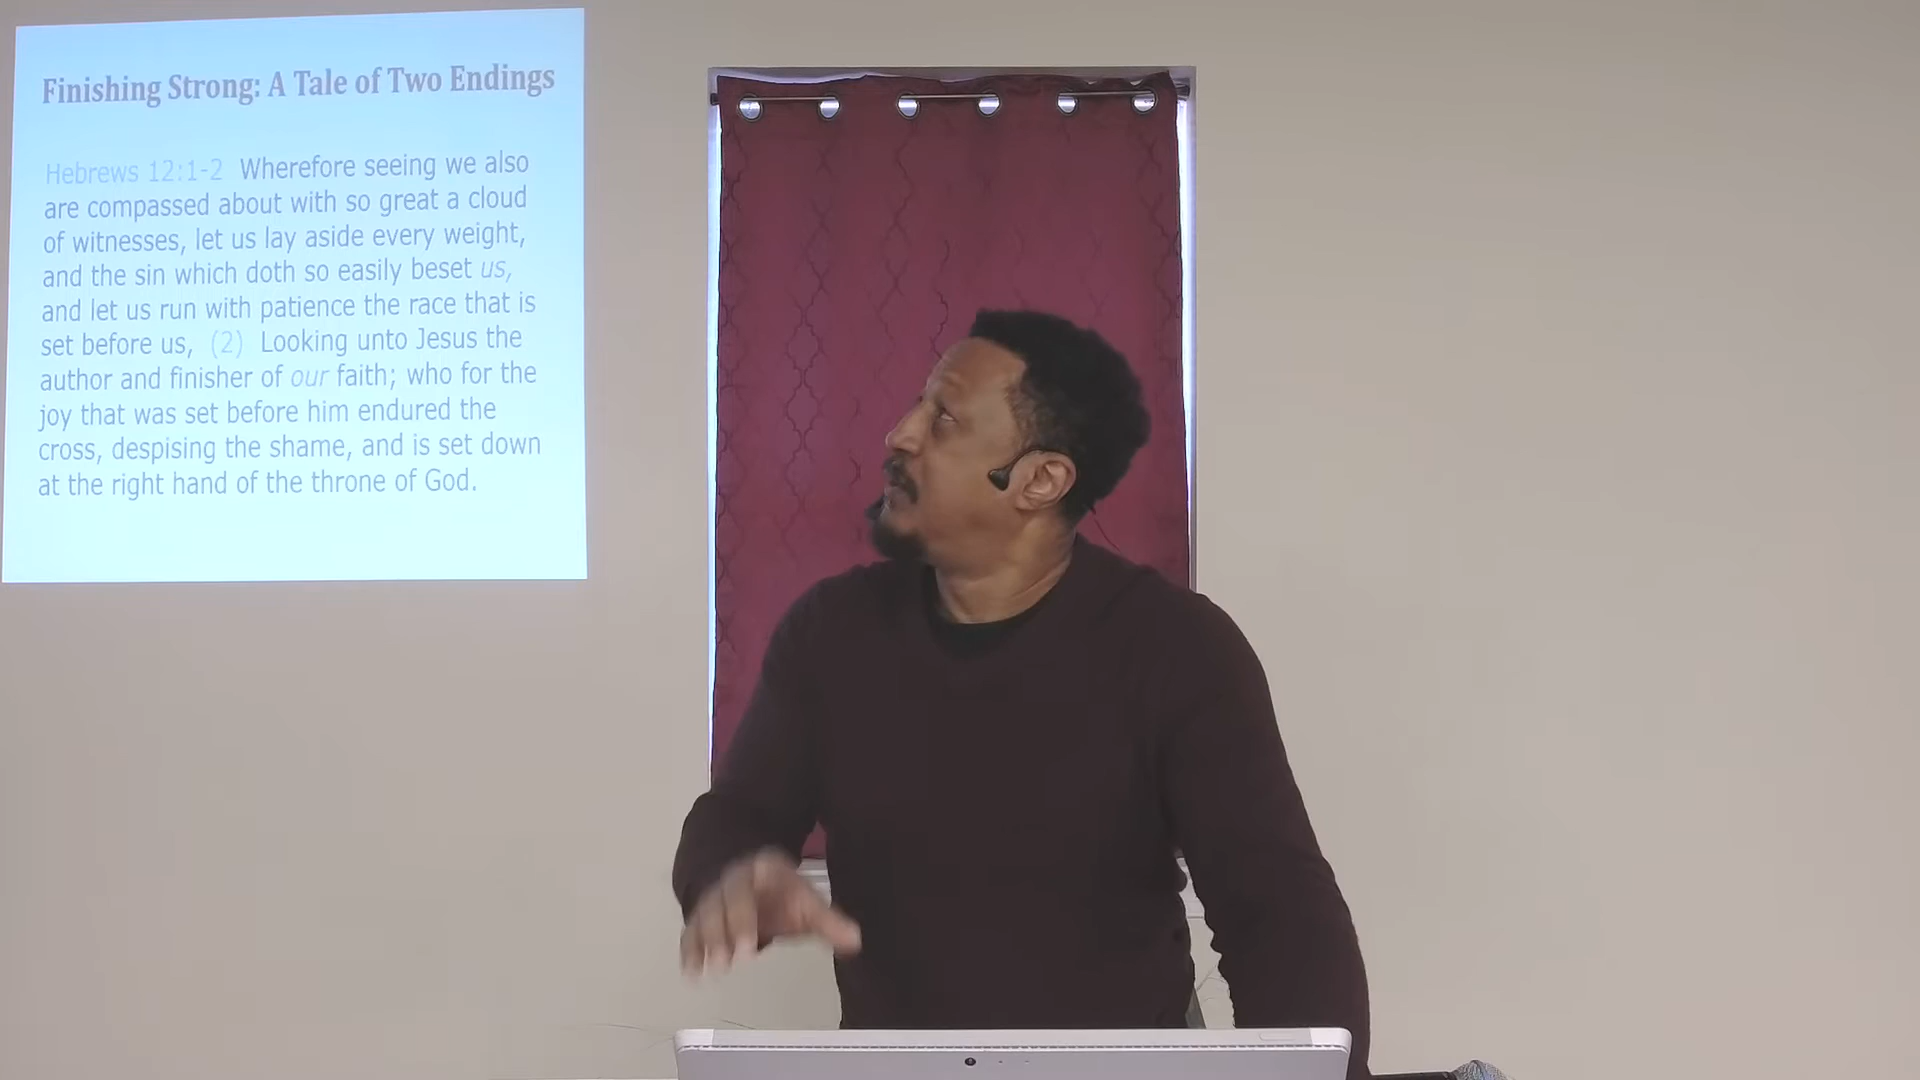 Finishing Strong: A Tale of Two Endings
Hebrews 12:1-2 Wherefore seeing we also
are compassed about with so great a cloud
of witnesses, let us lay aside every weight,
and the sin which doth so easily beset us,
and let us run with patience the race that is
set before us, (2) Looking unto Jesus the
author and finisher of our faith; who for the
joy that was set before him endured the
cross, despising the shame, and is set down
at the right hand of the throne of God.